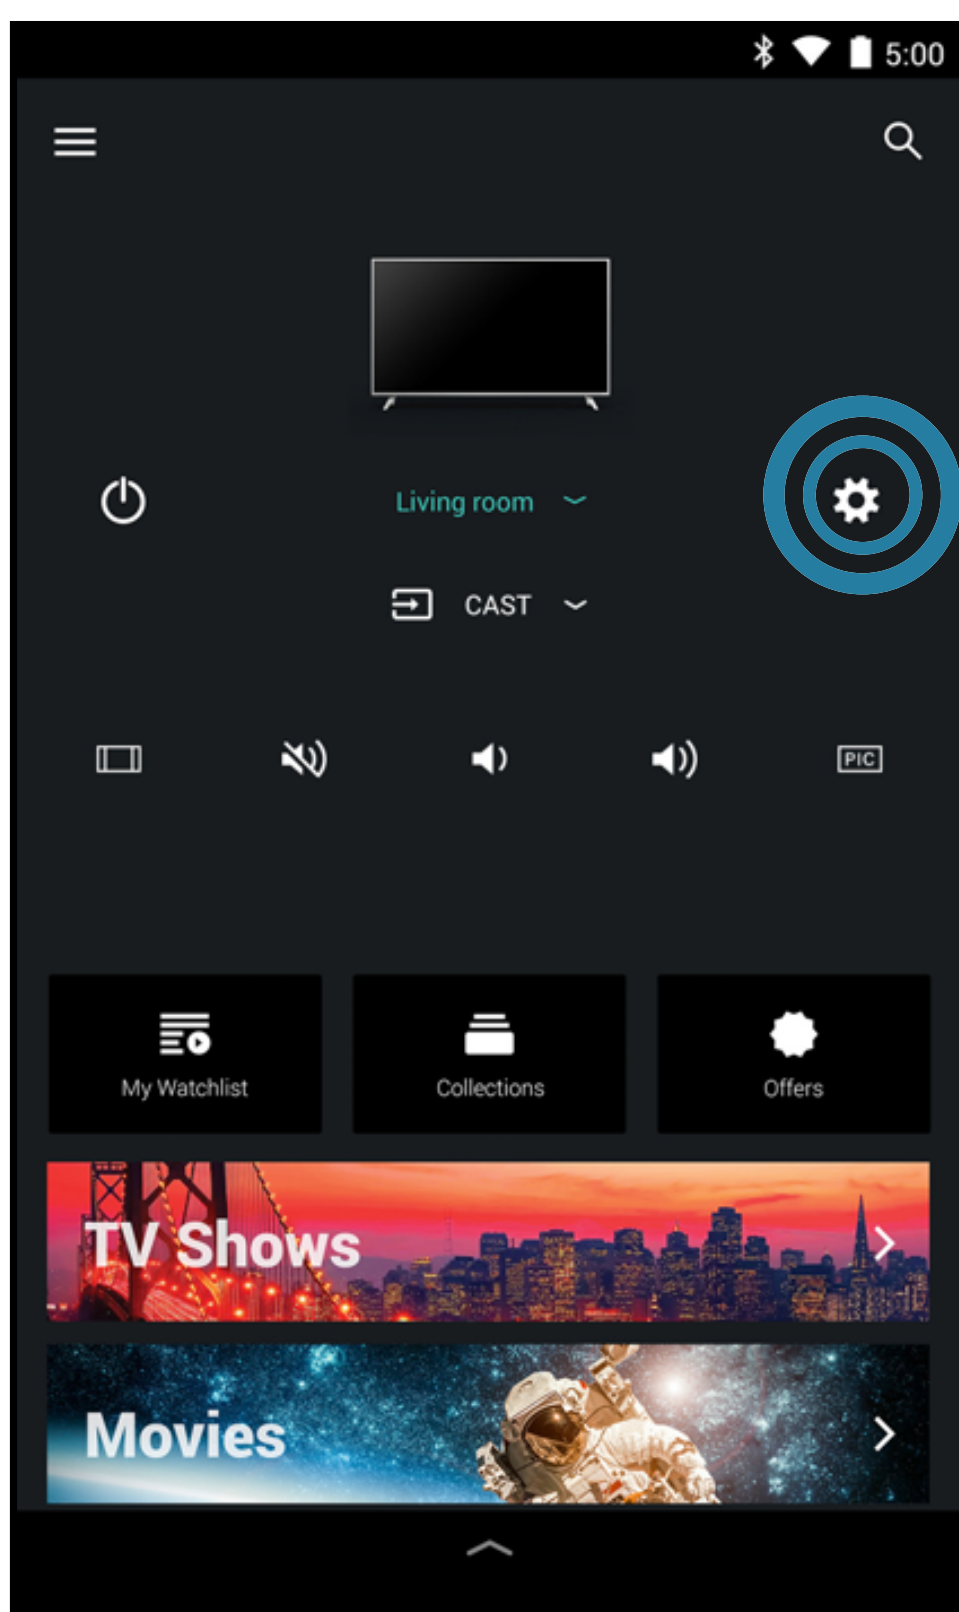 5:00
Living room
CAST
PIC
My Watchlist
Collections
Offers
TV Shows
Movies